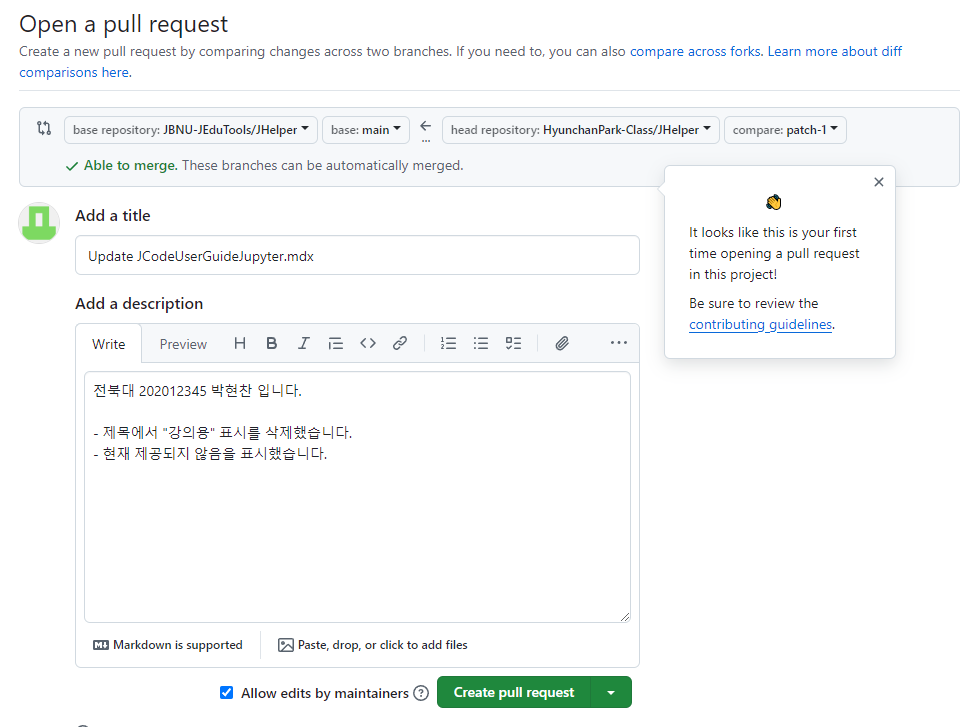 Open a pull request
Create a new pull request by comparing changes across two branches. If you need to, you can also compare across forks. Learn more about diff
comparisons here.
base repository: JBNU-JEduTools/JHelper base: main ← ... head repository: HyunchanPark-Class/JHelper compare: patch-1
Able to merge. These branches can be automatically merged.
It looks like this is your first
time opening a pull request
in this project!
Be sure to review the
contributing guidelines.
Add a title
Update JCodeUserGuideJupyter.mdx
Add a description
Write Preview
전북대 202012345 박현찬 입니다.
- 제목에서 "강의용" 표시를 삭제했습니다.
- 현재 제공되지 않음을 표시했습니다.
Markdown is supported Paste, drop, or click to add files
Allow edits by maintainers Create pull request